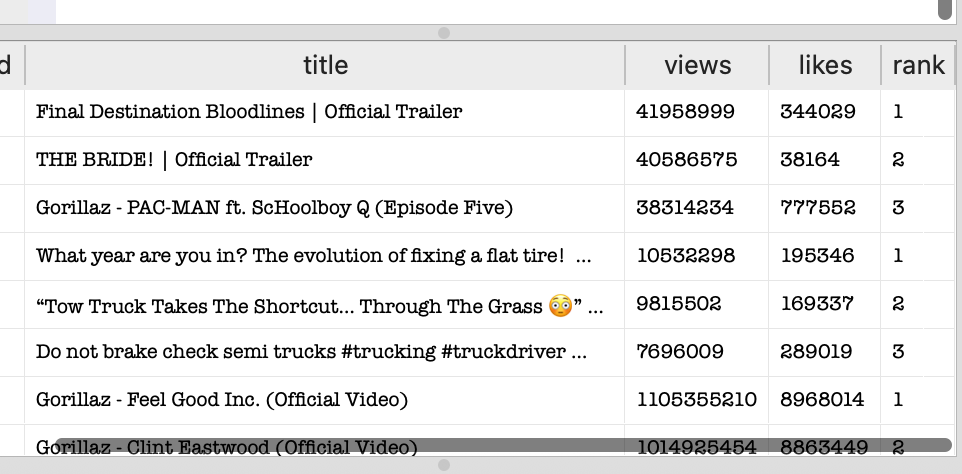 d title views likes rank
Final Destination Bloodlines | Official Trailer 41958999 344029 1
THE BRIDE! | Official Trailer 40586575 38164 2
Gorillaz - PAC-MAN ft. ScHoolboy Q (Episode Five) 38314234 777552 3
What year are you in? The evolution of fixing a flat tire! ... 10532298 195346 1
“Tow Truck Takes The Shortcut... Through The Grass 😳” ... 9815502 169337 2
Do not brake check semi trucks #trucking #truckdriver ... 7696009 289019 3
Gorillaz - Feel Good Inc. (Official Video) 1105355210 8968014 1
Gorillaz - Clint Eastwood (Official Video) 1014925454 8863449 2